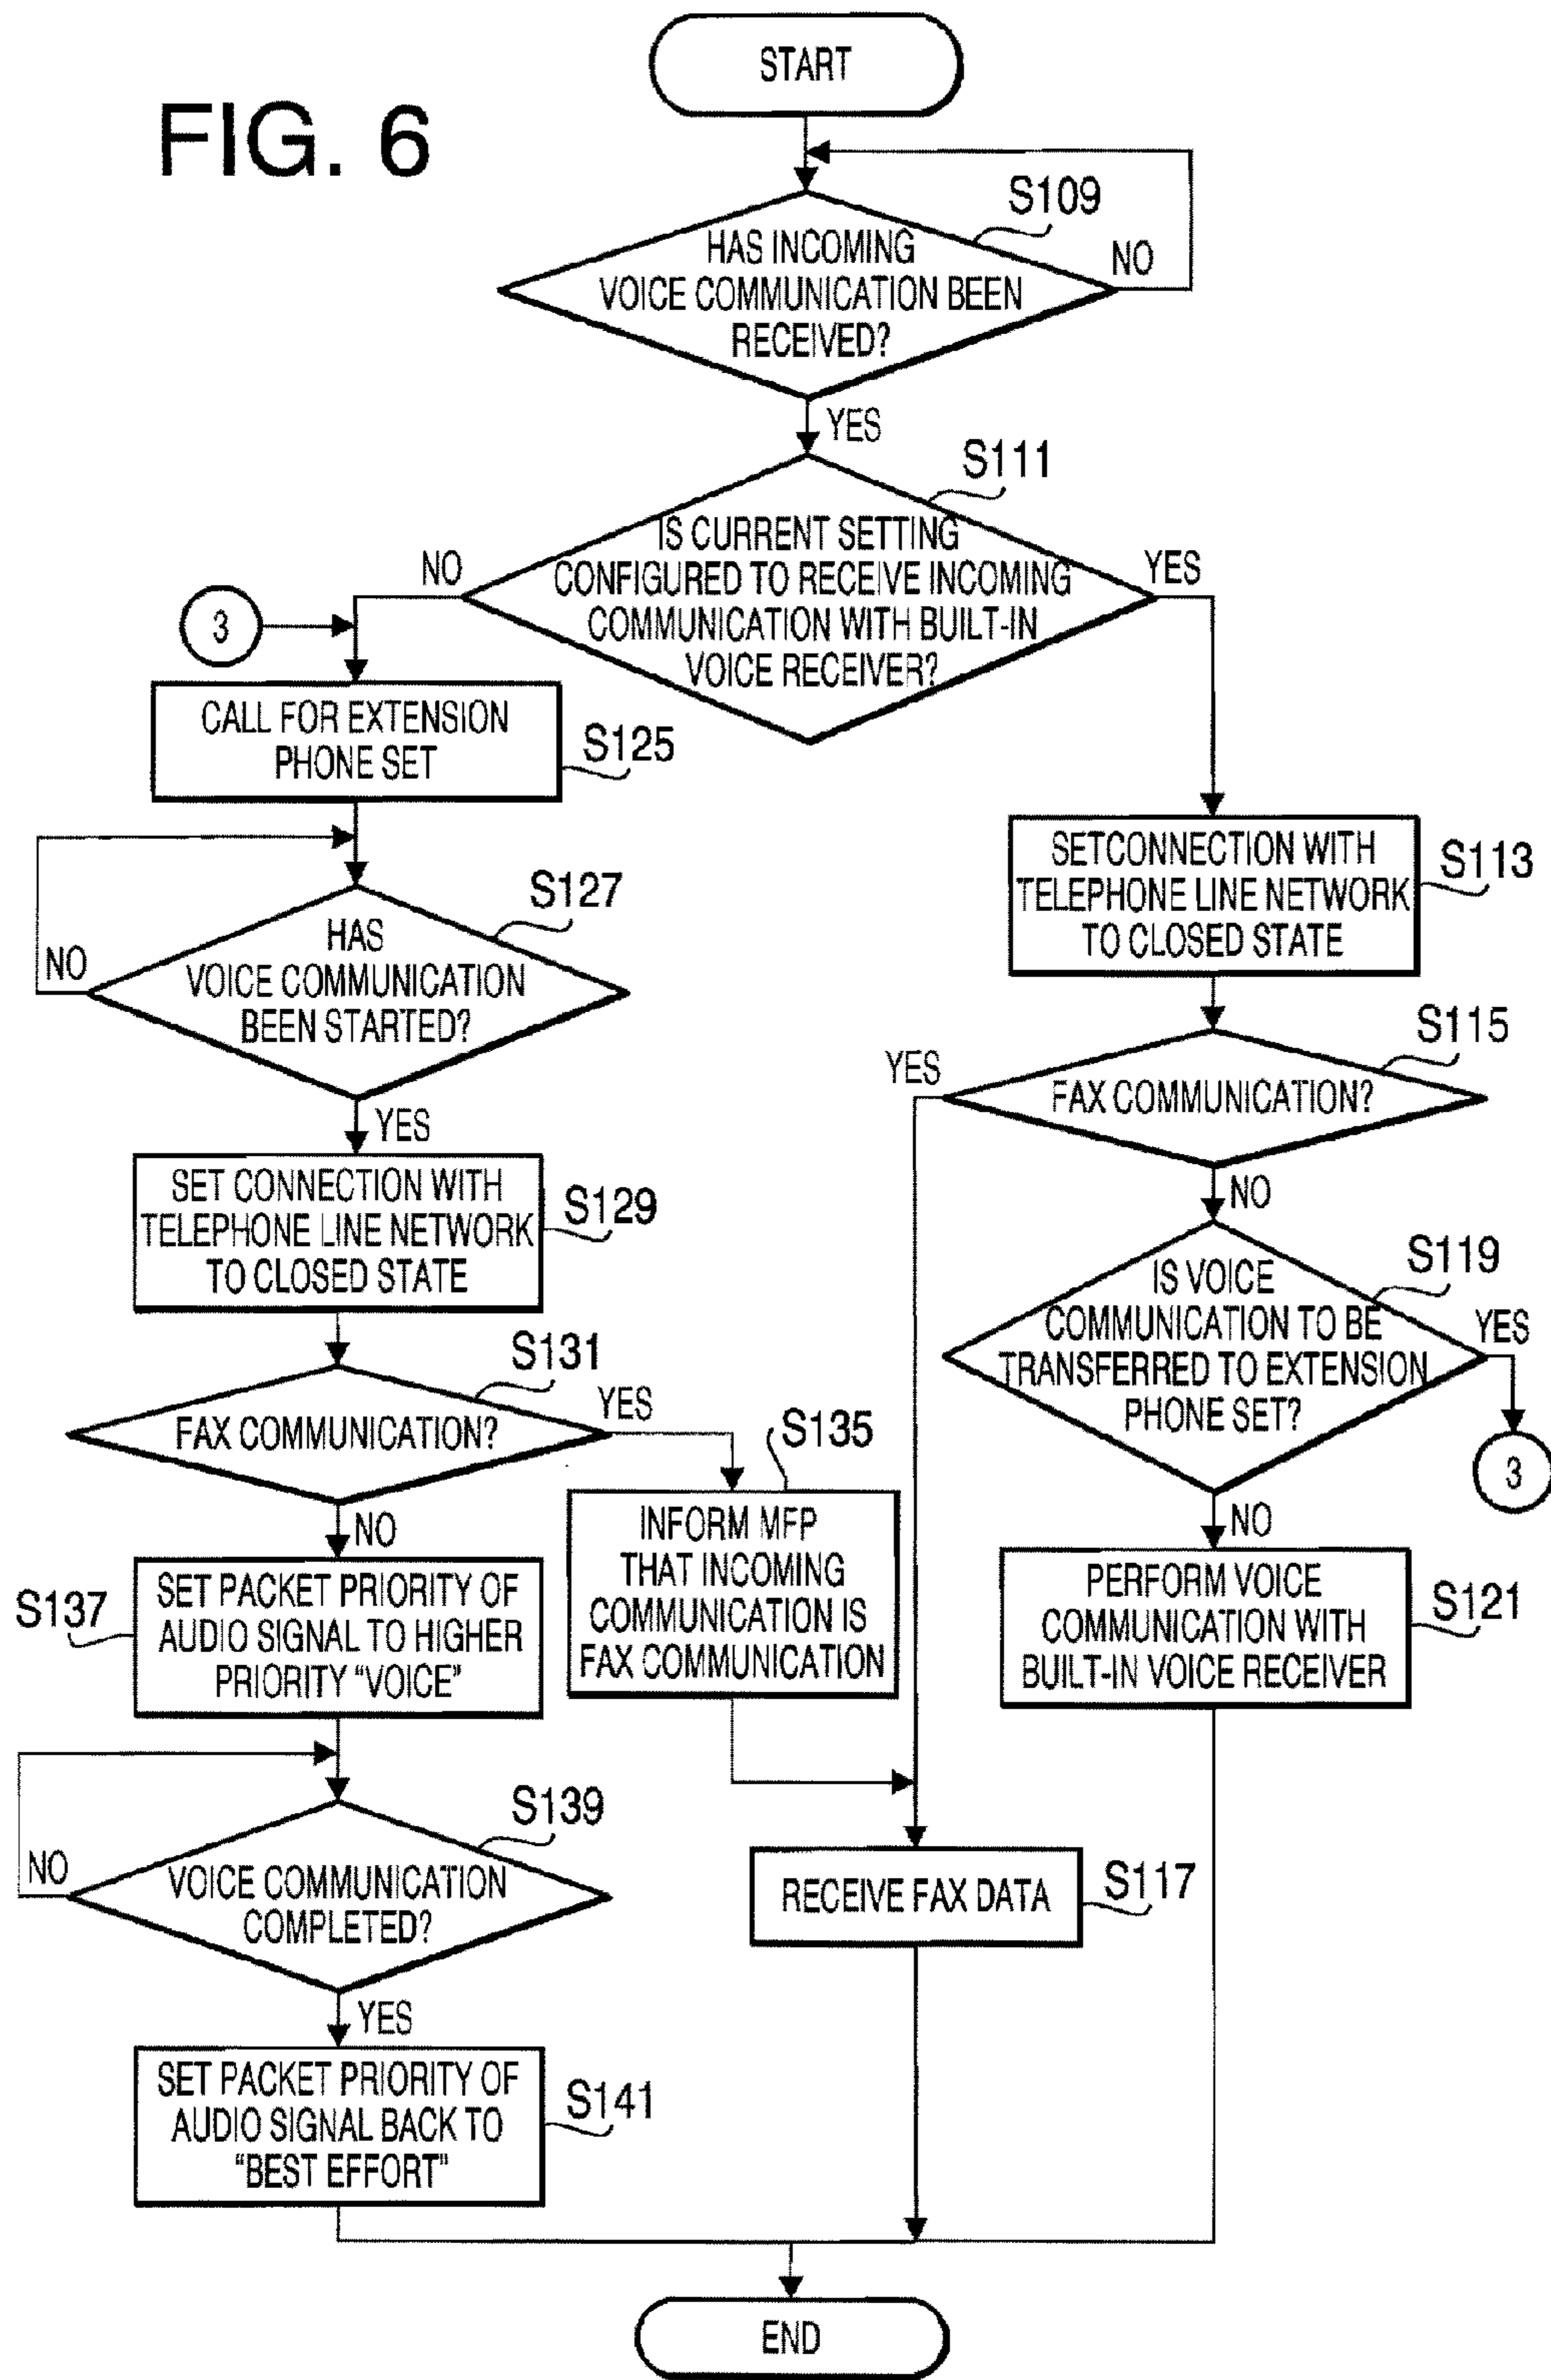 FIG. 6
START
S109
HAS INCOMING
VOICE COMMUNICATION BEEN
RECEIVED?
NO
YES
S111
IS CURRENT SETTING
CONFIGURED TO RECEIVE INCOMING
COMMUNICATION WITH BUILT-IN
VOICE RECEIVER?
NO
YES
3
CALL FOR EXTENSION
PHONE SET
S125
S127
HAS
VOICE COMMUNICATION
BEEN STARTED?
NO
YES
SET CONNECTION WITH
TELEPHONE LINE NETWORK
TO CLOSED STATE
S129
S131
FAX COMMUNICATION?
YES
NO
S135
INFORM MFP
THAT INCOMING
COMMUNICATION IS
FAX COMMUNICATION
S137
SET PACKET PRIORITY OF
AUDIO SIGNAL TO HIGHER
PRIORITY "VOICE"
S139
VOICE COMMUNICATION
COMPLETED?
NO
YES
SET PACKET PRIORITY OF
AUDIO SIGNAL BACK TO
"BEST EFFORT"
S141
SETCONNECTION WITH
TELEPHONE LINE NETWORK
TO CLOSED STATE
S113
S115
FAX COMMUNICATION?
YES
NO
S119
IS VOICE
COMMUNICATION TO BE
TRANSFERRED TO EXTENSION
PHONE SET?
YES
3
NO
PERFORM VOICE
COMMUNICATION WITH
BUILT-IN VOICE RECEIVER
S121
RECEIVE FAX DATA
S117
END